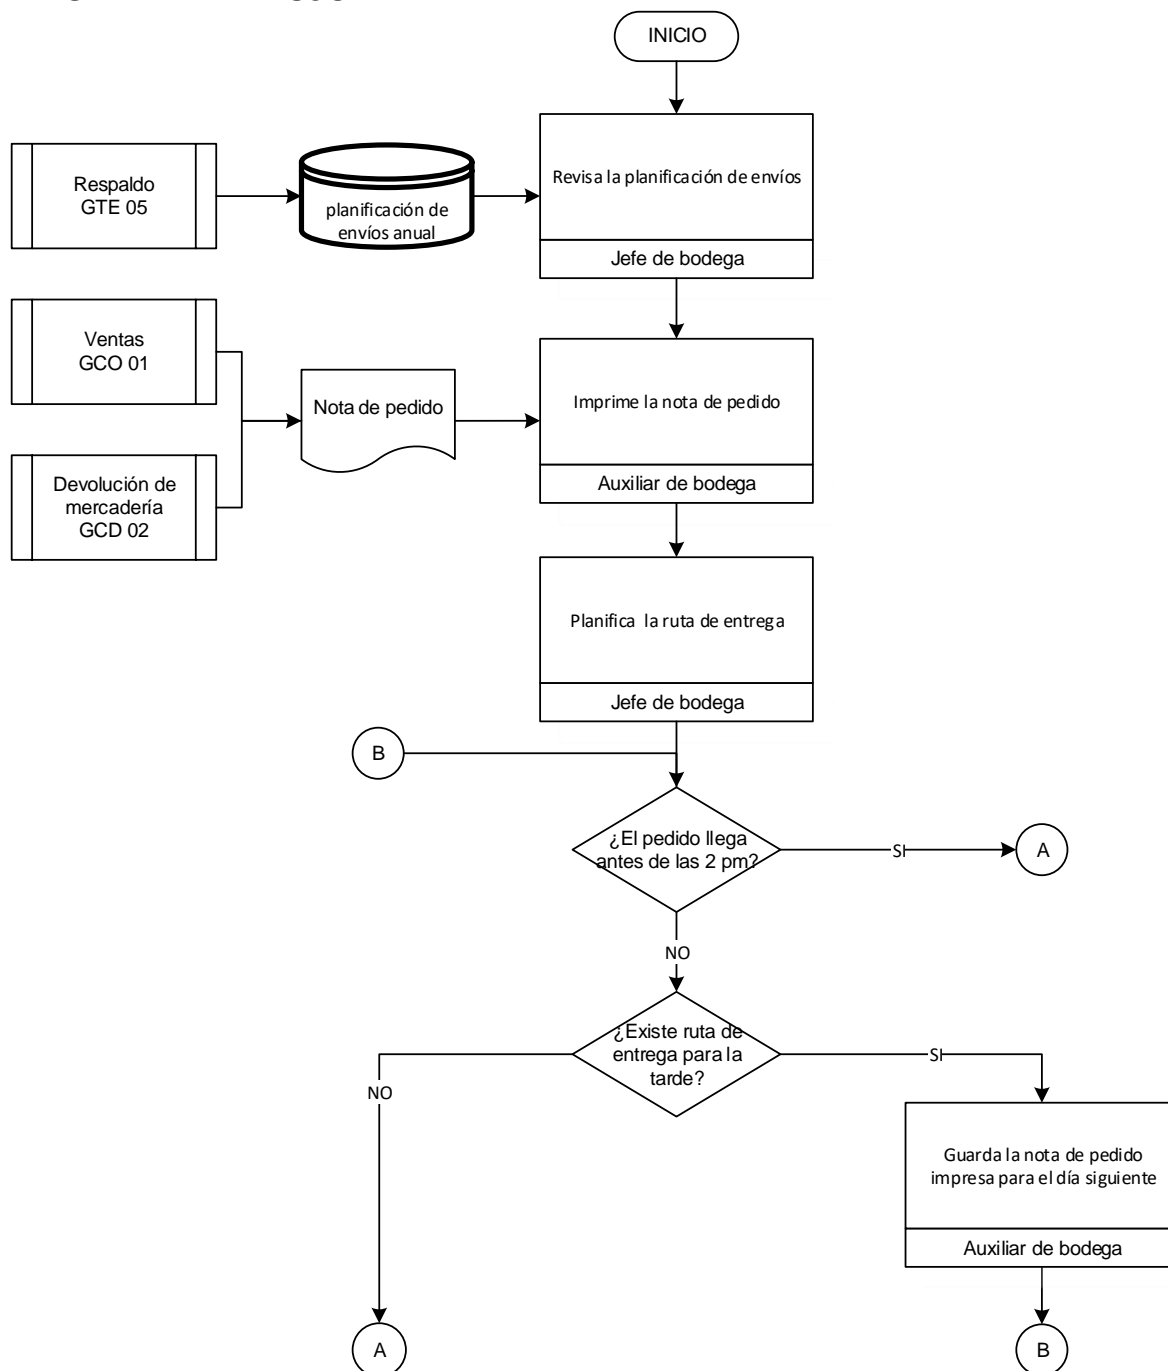 INICIO
Revisa la planificación de envíos
Jefe de bodega
Respaldo
GTE 05
planificación de
envíos anual
Ventas
GCO 01
Devolución de
mercadería
GCD 02
Nota de pedido
Imprime la nota de pedido
Auxiliar de bodega
Planifica la ruta de entrega
Jefe de bodega
B
¿El pedido llega
antes de las 2 pm?
SI
A
NO
¿Existe ruta de
entrega para la
tarde?
NO
SI
Guarda la nota de pedido
impresa para el día siguiente
Auxiliar de bodega
A
B